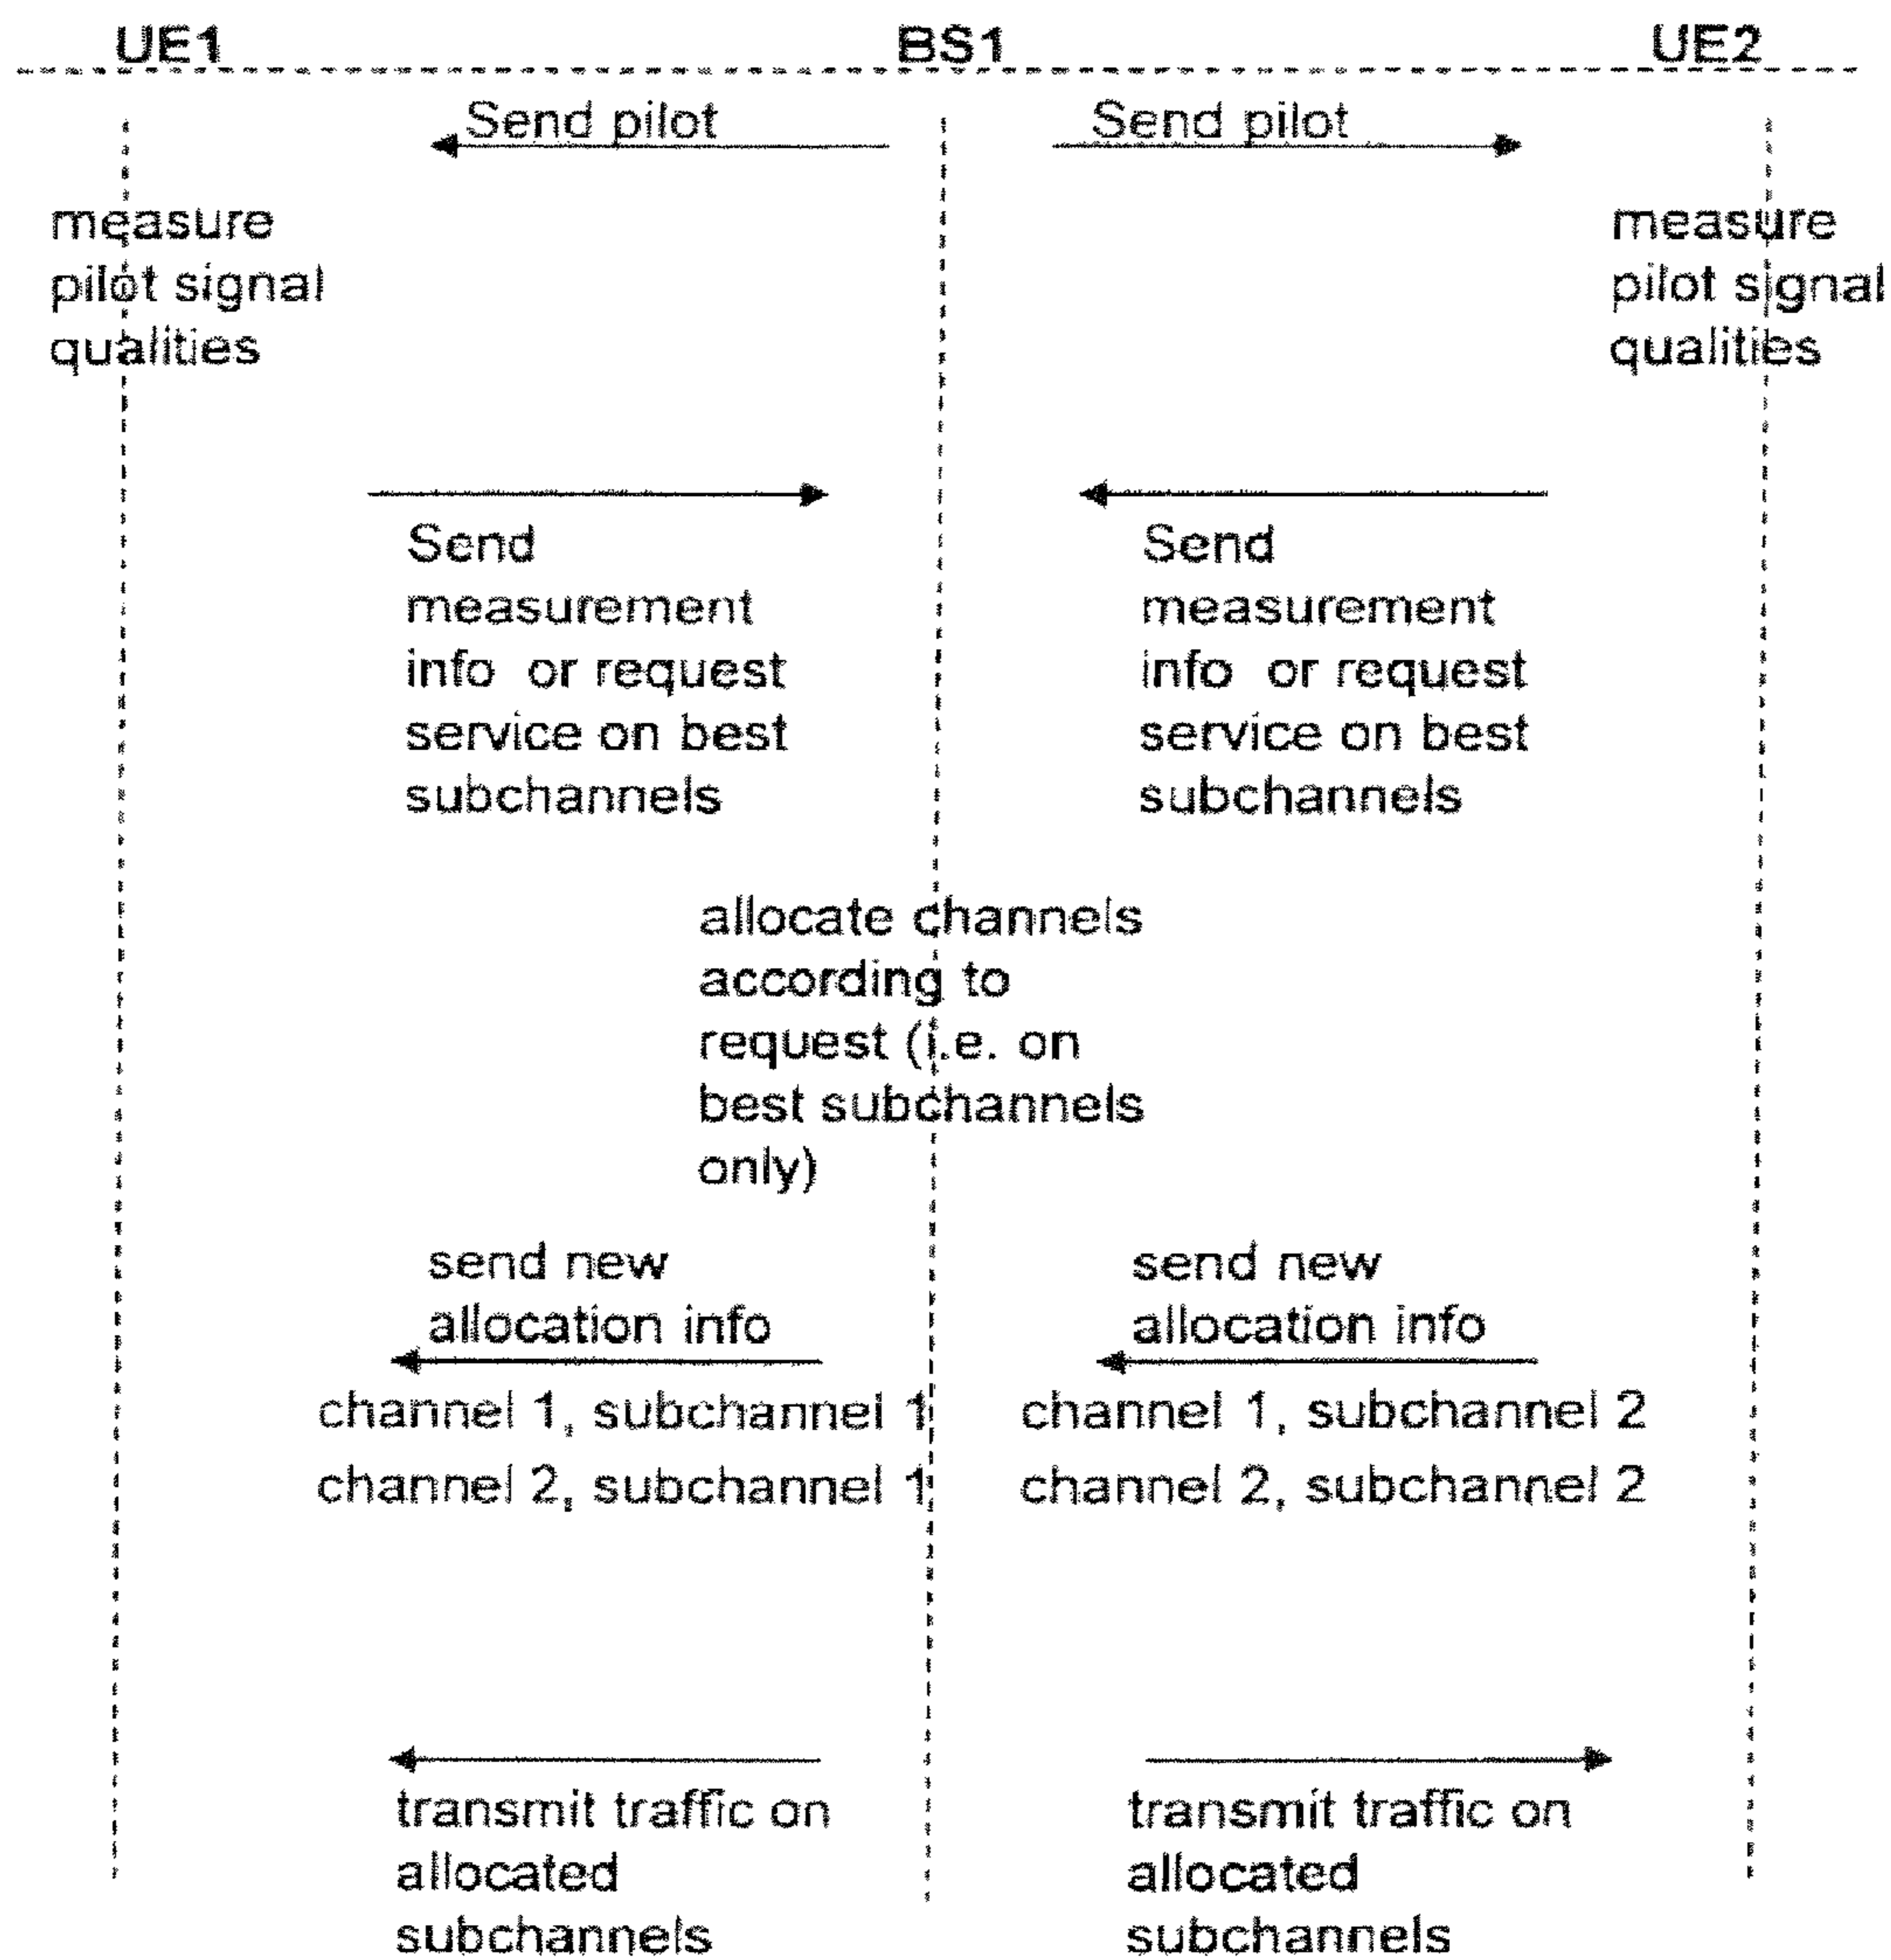 UE1 BS1 UE2
Send pilot Send pilot
measure
pilot signal
qualities
measure
pilot signal
qualities
Send
measurement
info or request
service on best
subchannels
Send
measurement
info or request
service on best
subchannels
allocate channels
according to
request (i.e. on
best subchannels
only)
send new
allocation info
channel 1, subchannel 1
channel 2, subchannel 1
send new
allocation info
channel 1, subchannel 2
channel 2, subchannel 2
transmit traffic on
allocated
subchannels
transmit traffic on
allocated
subchannels